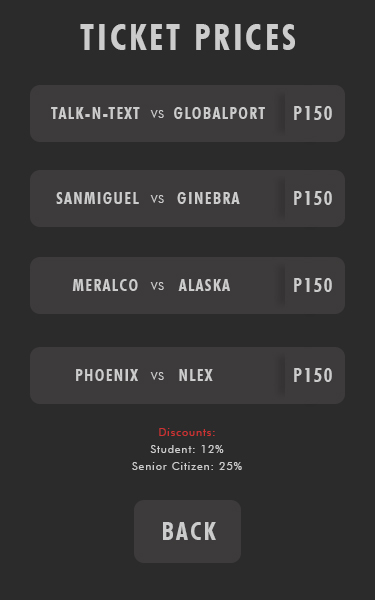 TICKET PRICES
TALK-N-TEXT VS GLOBALPORT P150
SANMIGUEL VS GINEBRA P150
MERALCO VS ALASKA P150
PHOENIX VS NLEX P150
Discounts:
Student: 12%
Senior Citizen: 25%
BACK